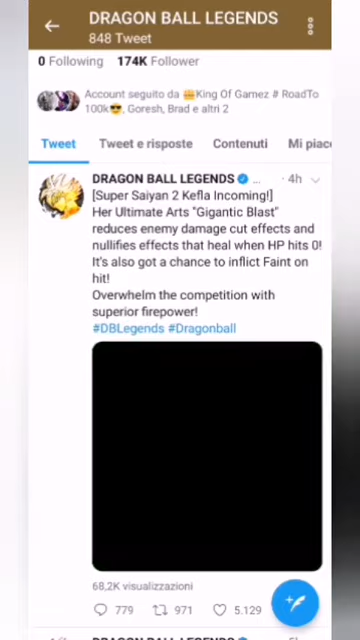 DRAGON BALL LEGENDS
848 Tweet
0 Following 174K Follower
Account seguito da 👑King Of Gamez # RoadTo
100k😎, Goresh, Brad e altri 2
Tweet Tweet e risposte Contenuti Mi piac
DRAGON BALL LEGENDS ... · 4h
[Super Saiyan 2 Kefla Incoming!]
Her Ultimate Arts "Gigantic Blast"
reduces enemy damage cut effects and
nullifies effects that heal when HP hits 0!
It's also got a chance to inflict Faint on
hit!
Overwhelm the competition with
superior firepower!
#DBLegends #Dragonball
68,2K visualizzazioni
779 971 5.129
DRAGON BALL LEGENDS